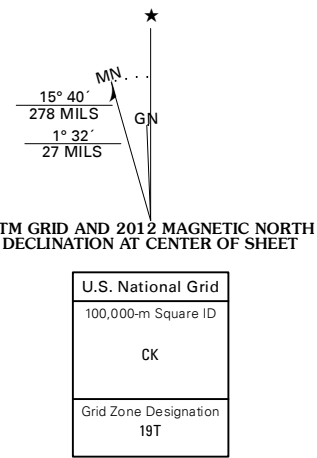 ★
MN
15° 40´
278 MILS
GN
1° 32´
27 MILS
TM GRID AND 2012 MAGNETIC NORTH
DECLINATION AT CENTER OF SHEET
U.S. National Grid
100,000-m Square ID
CK
Grid Zone Designation
19T